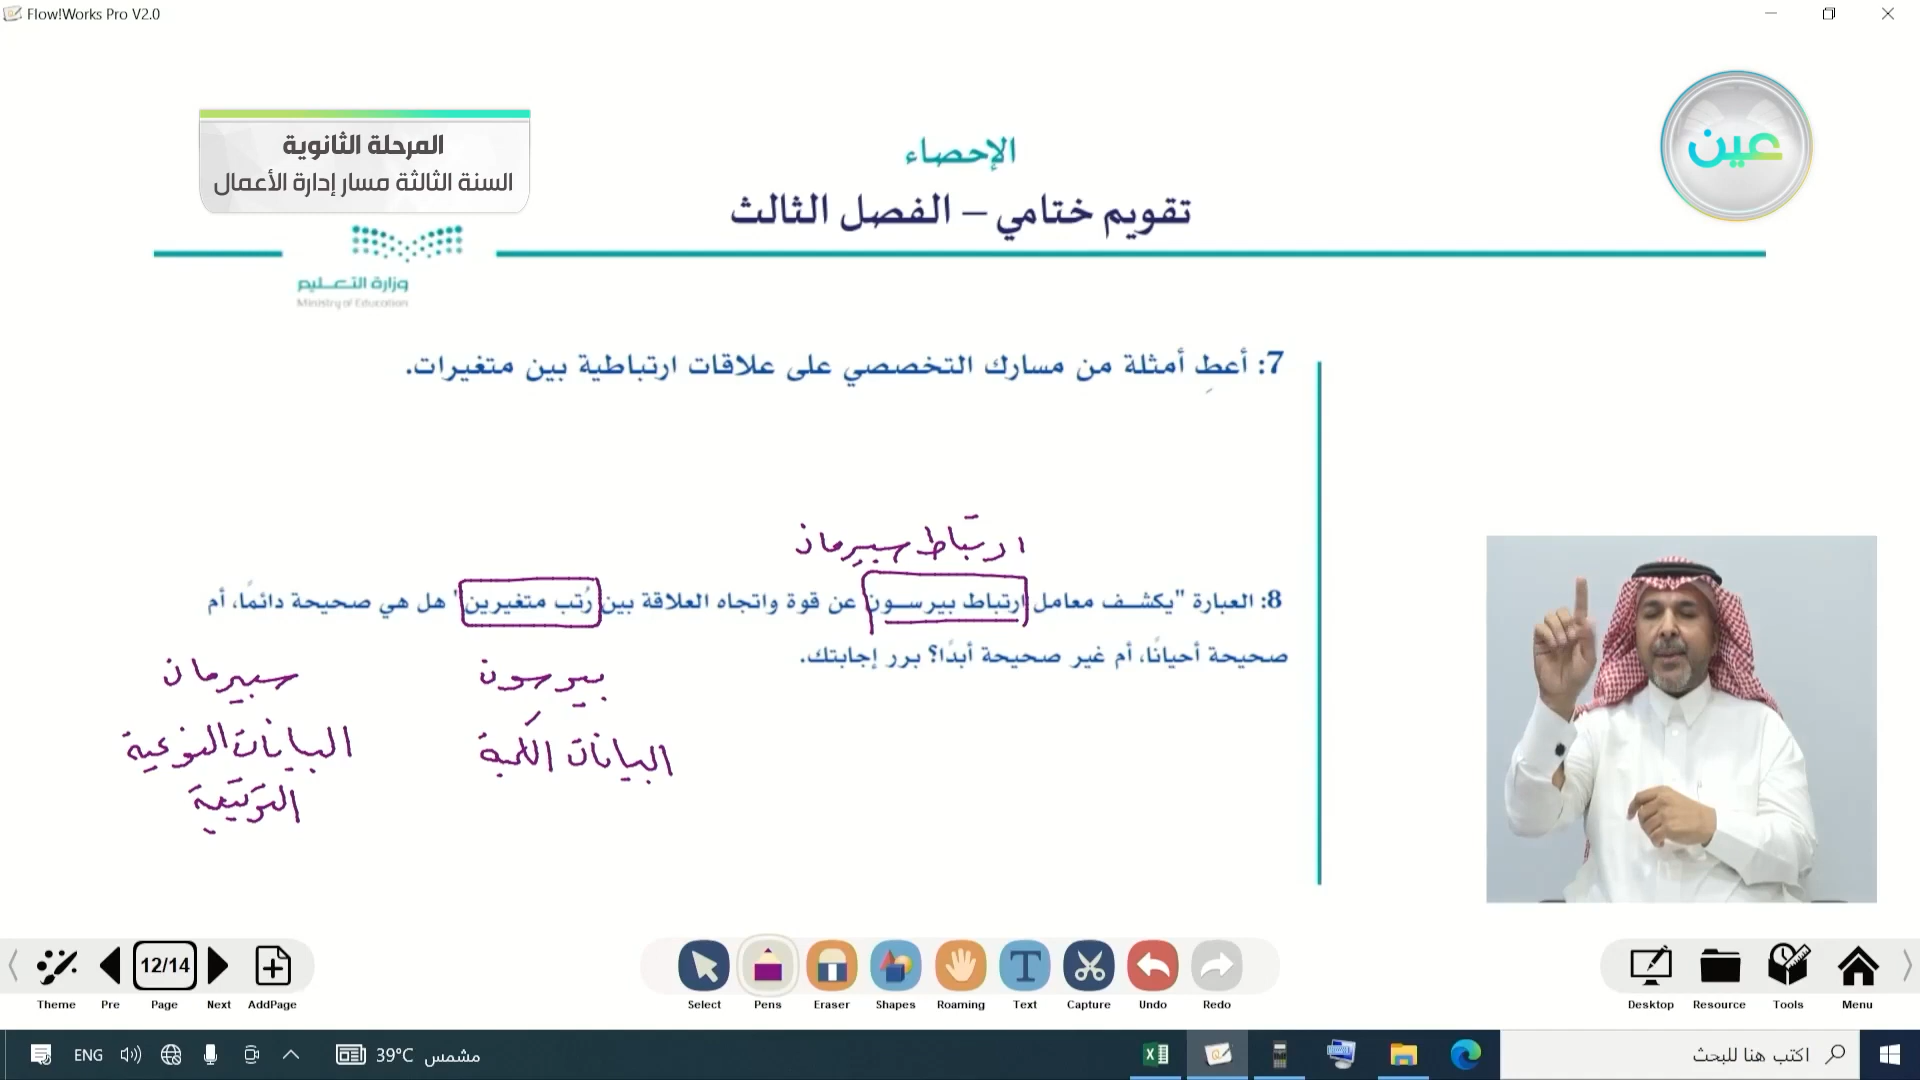 Flow!Works Pro V2.0
عين
المرحلة الثانوية
السنة الثالثة مسار إدارة الأعمال
الإحصاء
تقويم ختامي – الفصل الثالث
وزارة التعليم
Ministry of Education
7: أعطِ أمثلة من مسارك التخصصي على علاقات ارتباطية بين متغيرات.
ارتباط سبيرمان
8: العبارة "يكشف معامل ارتباط بيرسون عن قوة واتجاه العلاقة بين رُتب متغيرين" هل هي صحيحة دائمًا، أم
صحيحة أحيانًا، أم غير صحيحة أبدًا؟ برر إجابتك.
بيرسون
البيانات الكمية
سبيرمان
البيانات النوعية
الترتيبية
12/14
Theme Pre Page Next AddPage
Select Pens Eraser Shapes Roaming Text Capture Undo Redo
Desktop Resource Tools Menu
ENG
39°C مشمس
اكتب هنا للبحث